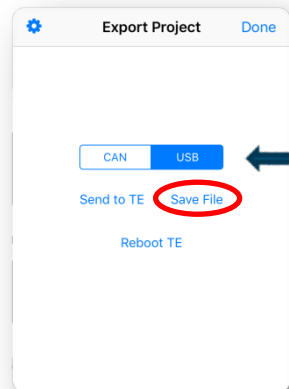 Export Project Done
CAN USB
Send to TE Save File
Reboot TE